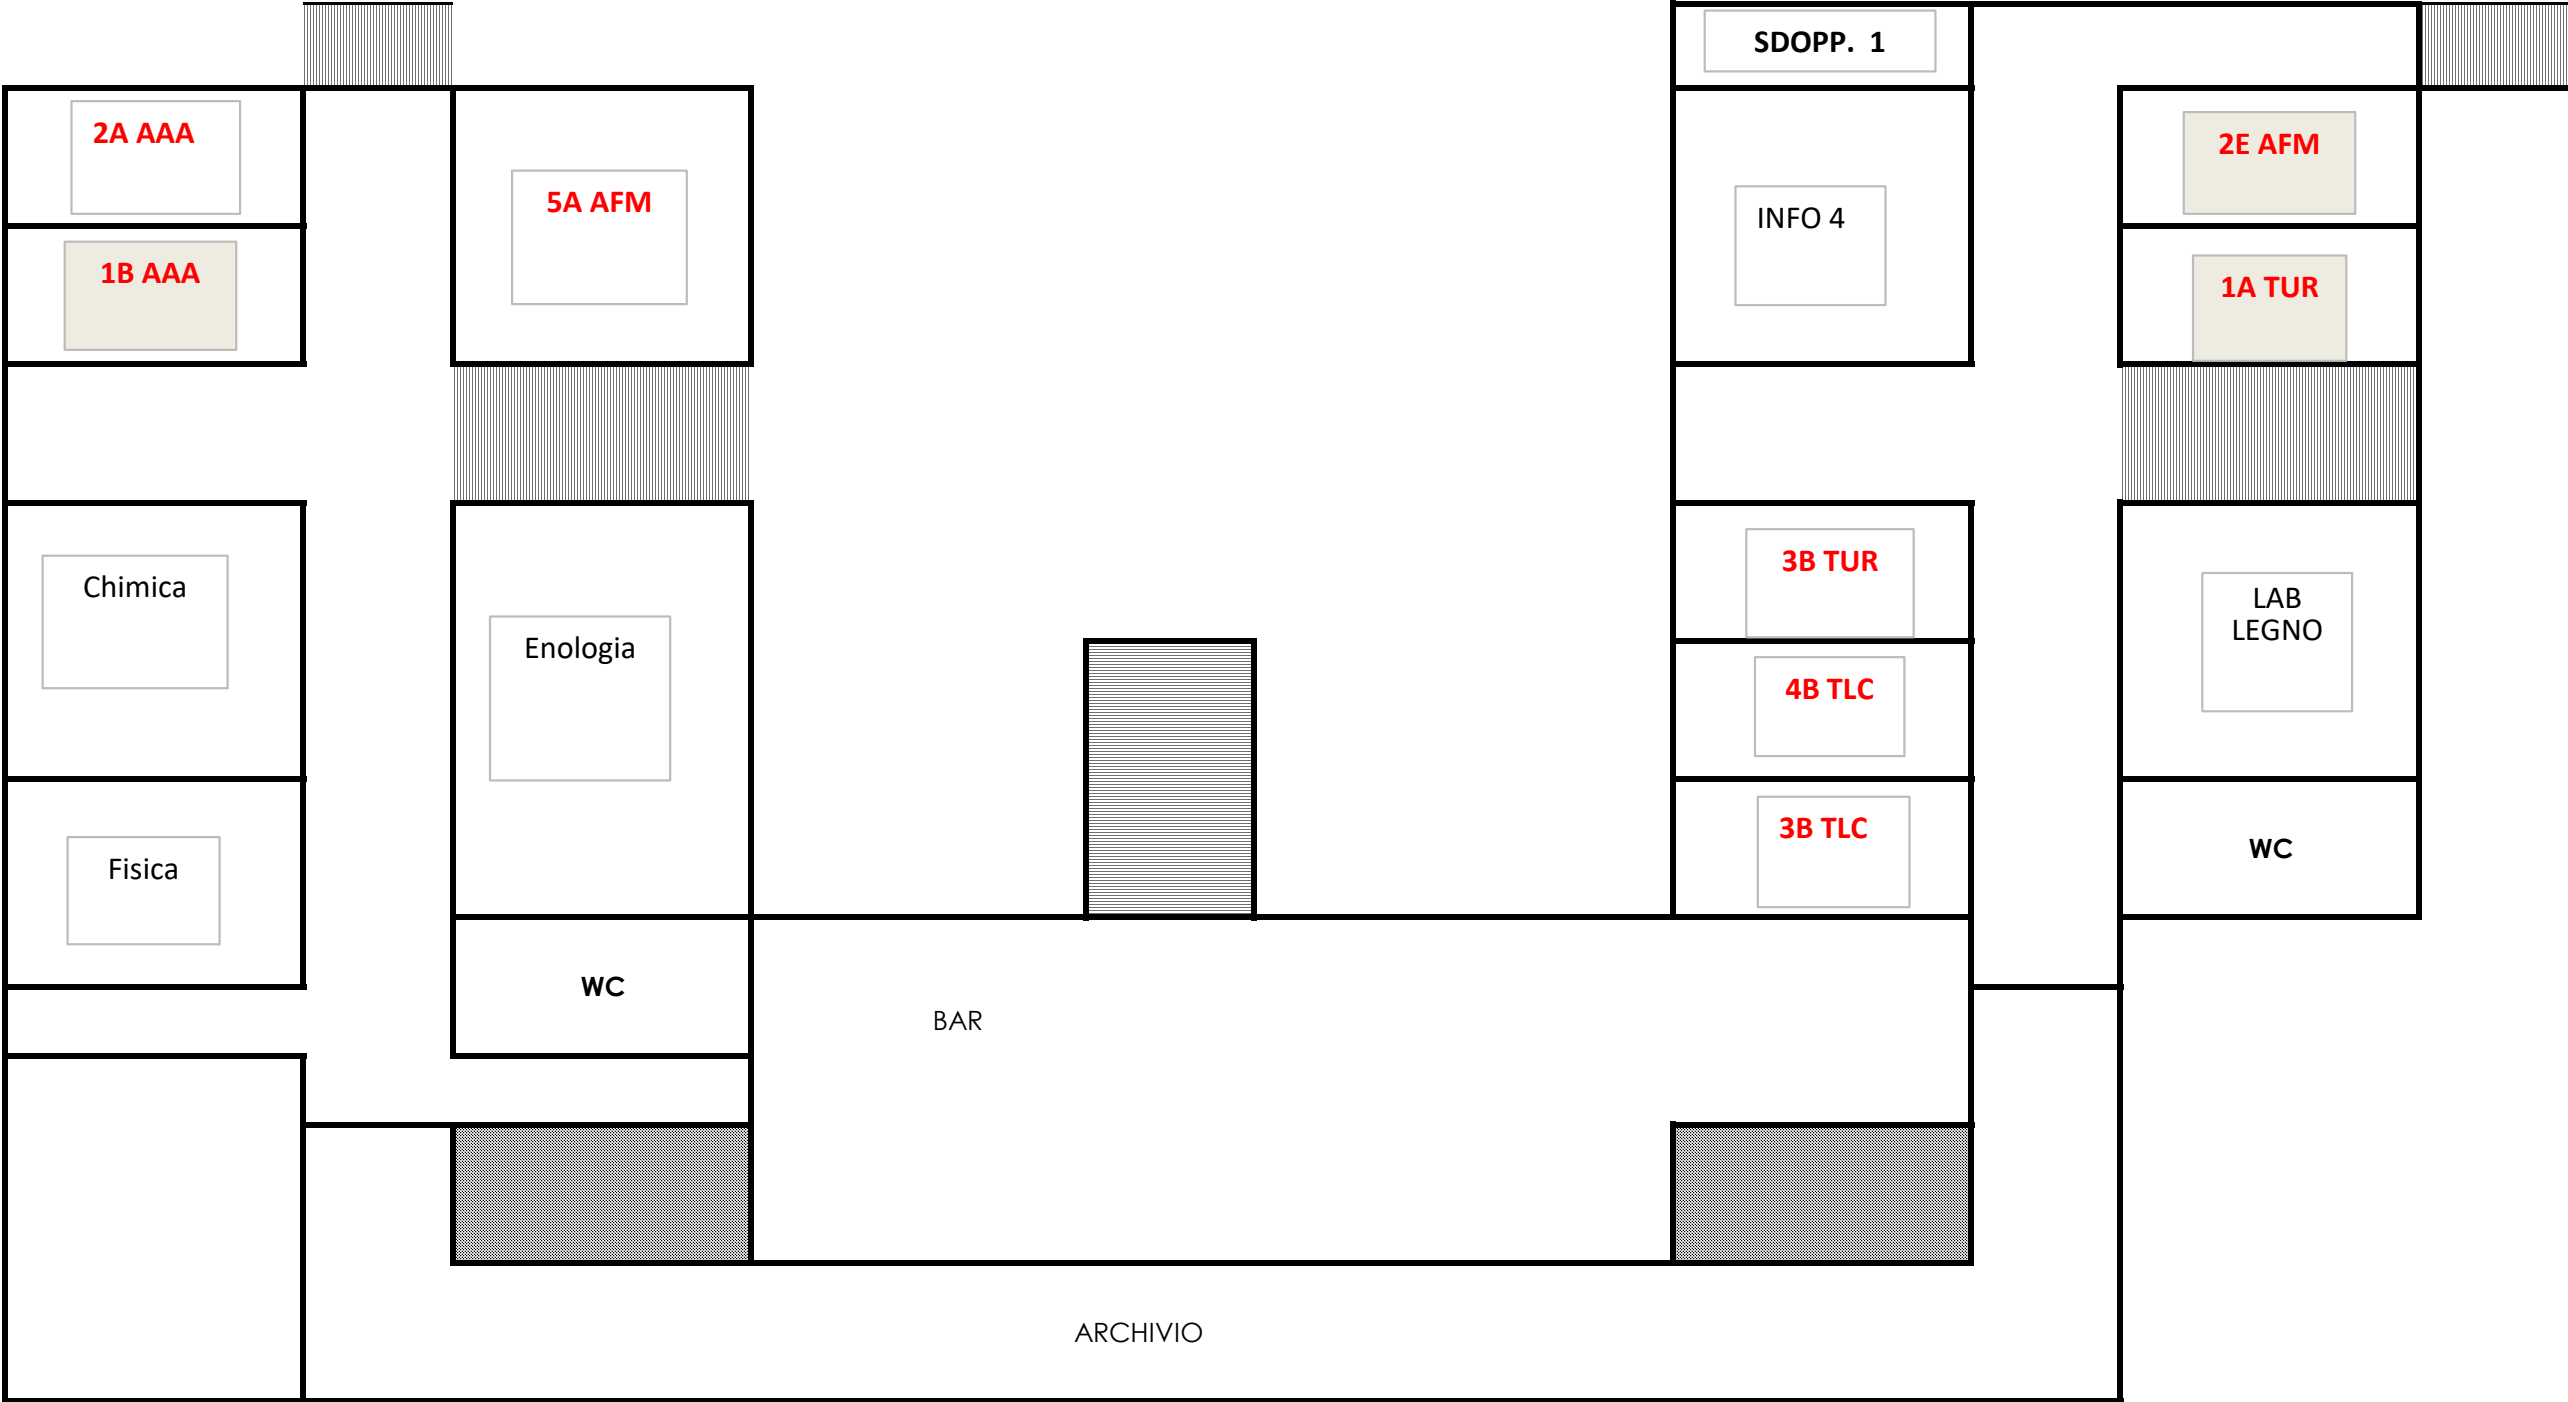 SDOPP. 1
2A AAA
2E AFM
5A AFM
INFO 4
1B AAA
1A TUR
3B TUR
Chimica
LAB
LEGNO
Enologia
4B TLC
3B TLC
WC
Fisica
WC
BAR
ARCHIVIO